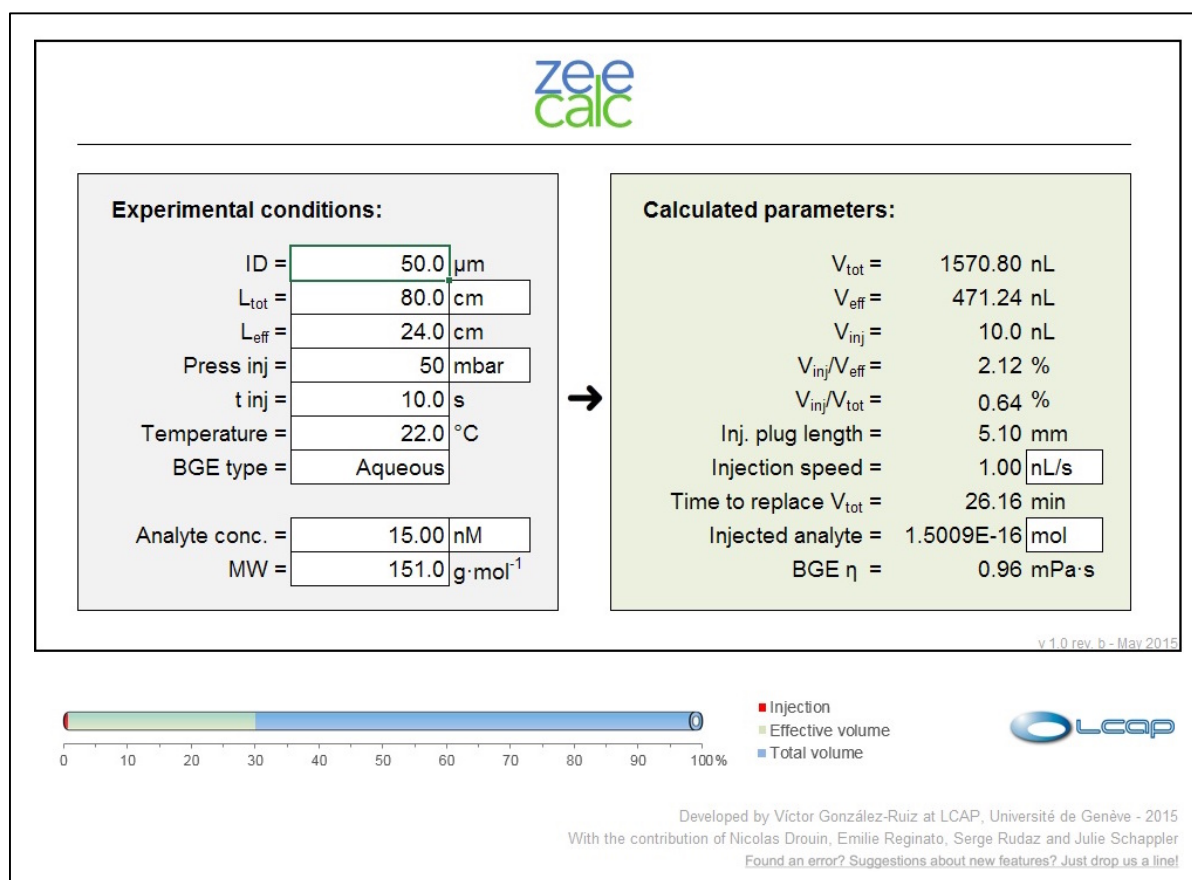 zee
calc
Experimental conditions:
ID = 50.0 µm
Ltot = 80.0 cm
Leff = 24.0 cm
Press inj = 50 mbar
t inj = 10.0 s
Temperature = 22.0 °C
BGE type = Aqueous
Analyte conc. = 15.00 nM
MW = 151.0 g·mol-1
Calculated parameters:
Vtot = 1570.80 nL
Veff = 471.24 nL
Vinj = 10.0 nL
Vinj/Veff = 2.12 %
Vinj/Vtot = 0.64 %
Inj. plug length = 5.10 mm
Injection speed = 1.00 nL/s
Time to replace Vtot = 26.16 min
Injected analyte = 1.5009E-16 mol
BGE η = 0.96 mPa·s
v 1.0 rev. b - May 2015
0 10 20 30 40 50 60 70 80 90 100%
Injection
Effective volume
Total volume
LCAP
Developed by Víctor González-Ruiz at LCAP, Université de Genève - 2015
With the contribution of Nicolas Drouin, Emilie Reginato, Serge Rudaz and Julie Schappler
Found an error? Suggestions about new features? Just drop us a line!